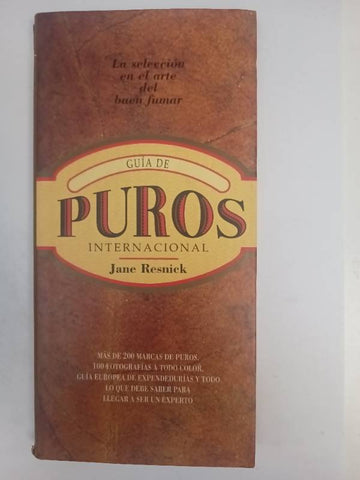 La selección
en el arte
del
buen fumar
GUÍA DE
PUROS
INTERNACIONAL
Jane Resnick
MÁS DE 200 MARCAS DE PUROS.
100 FOTOGRAFÍAS A TODO COLOR,
GUÍA EUROPEA DE EXPENDEDURÍAS Y TODO
LO QUE DEBE SABER PARA
LLEGAR A SER UN EXPERTO